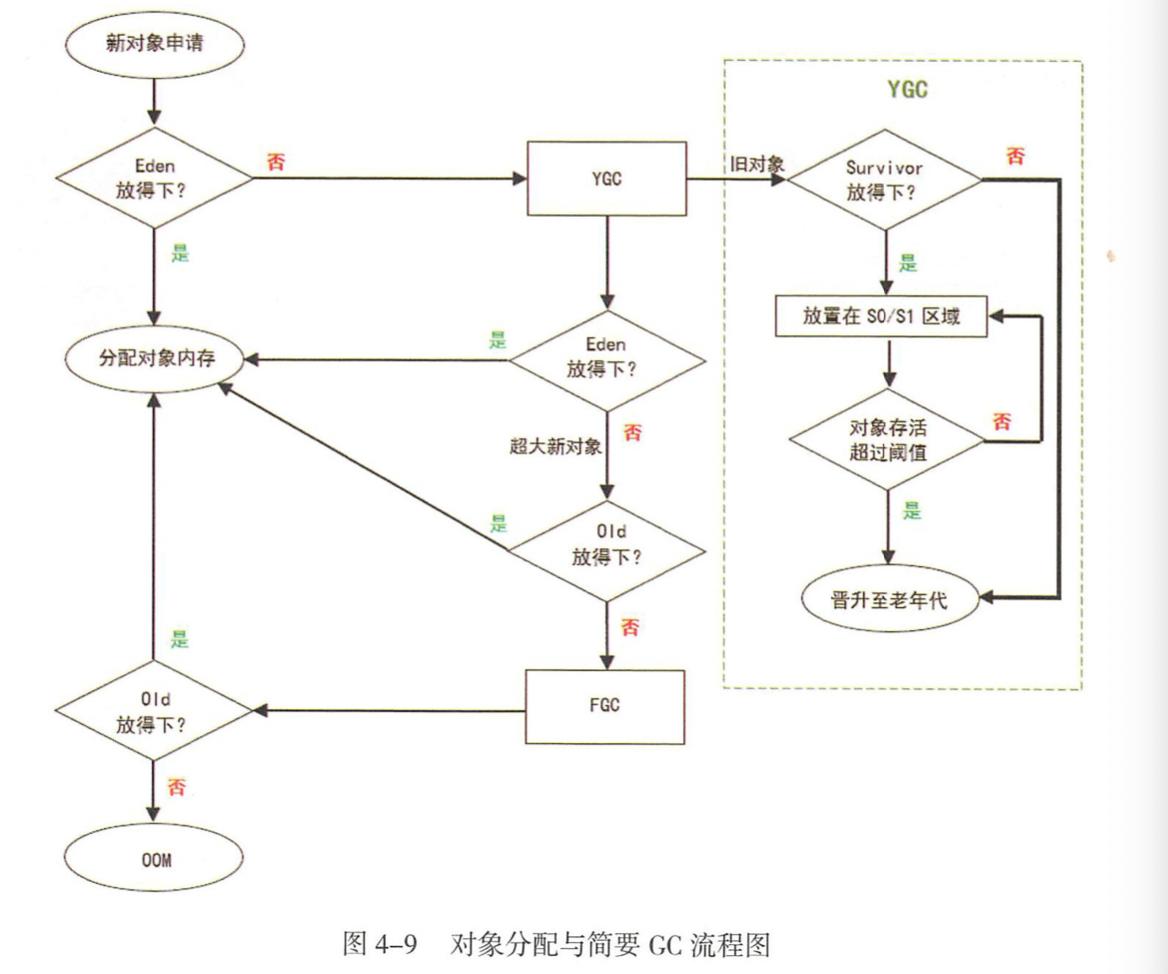 新对象申请
YGC
Eden
放得下？
否
YGC
旧对象
Survivor
放得下？
否
是
是
放置在 S0/S1 区域
分配对象内存
是
Eden
放得下？
否
超大新对象
对象存活
超过阈值
否
是
是
Old
放得下？
晋升至老年代
否
是
Old
放得下？
FGC
否
OOM
图 4-9 对象分配与简要 GC 流程图